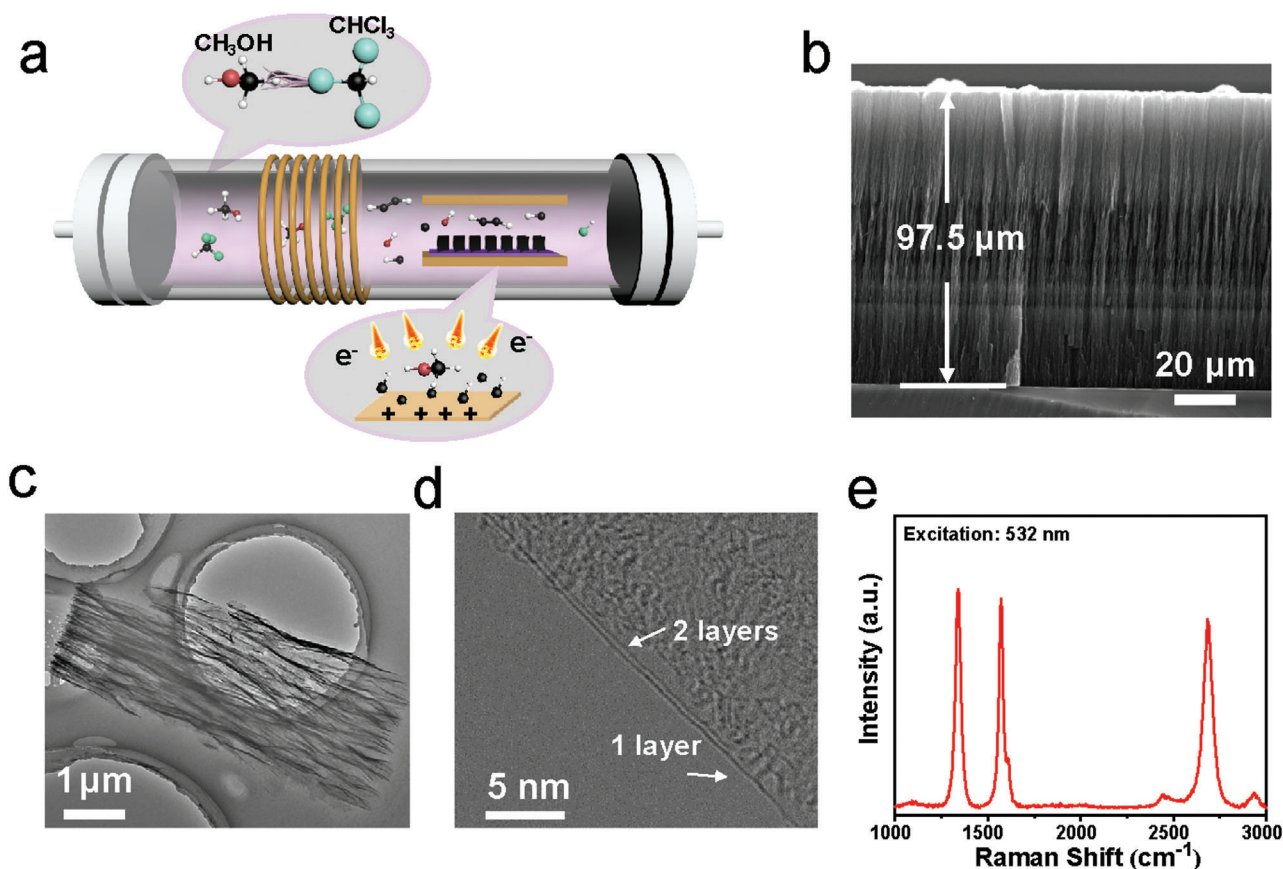 a
CH₃OH
CHCl₃
e⁻
e⁻
+ + + +
b
97.5 µm
20 µm
c
1 µm
d
2 layers
1 layer
5 nm
e
Excitation: 532 nm
Intensity (a.u.)
1000 1500 2000 2500 3000
Raman Shift (cm⁻¹)